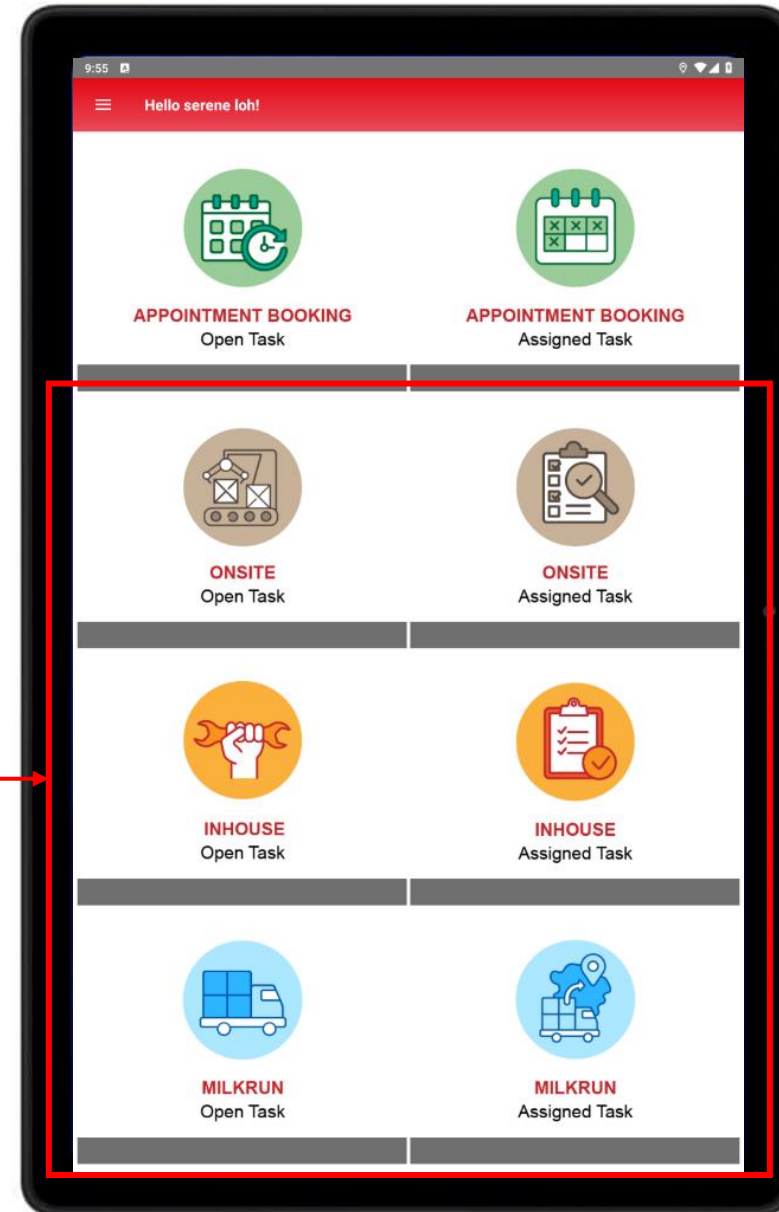 9:55
Hello serene loh!
APPOINTMENT BOOKING
Open Task
APPOINTMENT BOOKING
Assigned Task
ONSITE
Open Task
ONSITE
Assigned Task
INHOUSE
Open Task
INHOUSE
Assigned Task
MILKRUN
Open Task
MILKRUN
Assigned Task